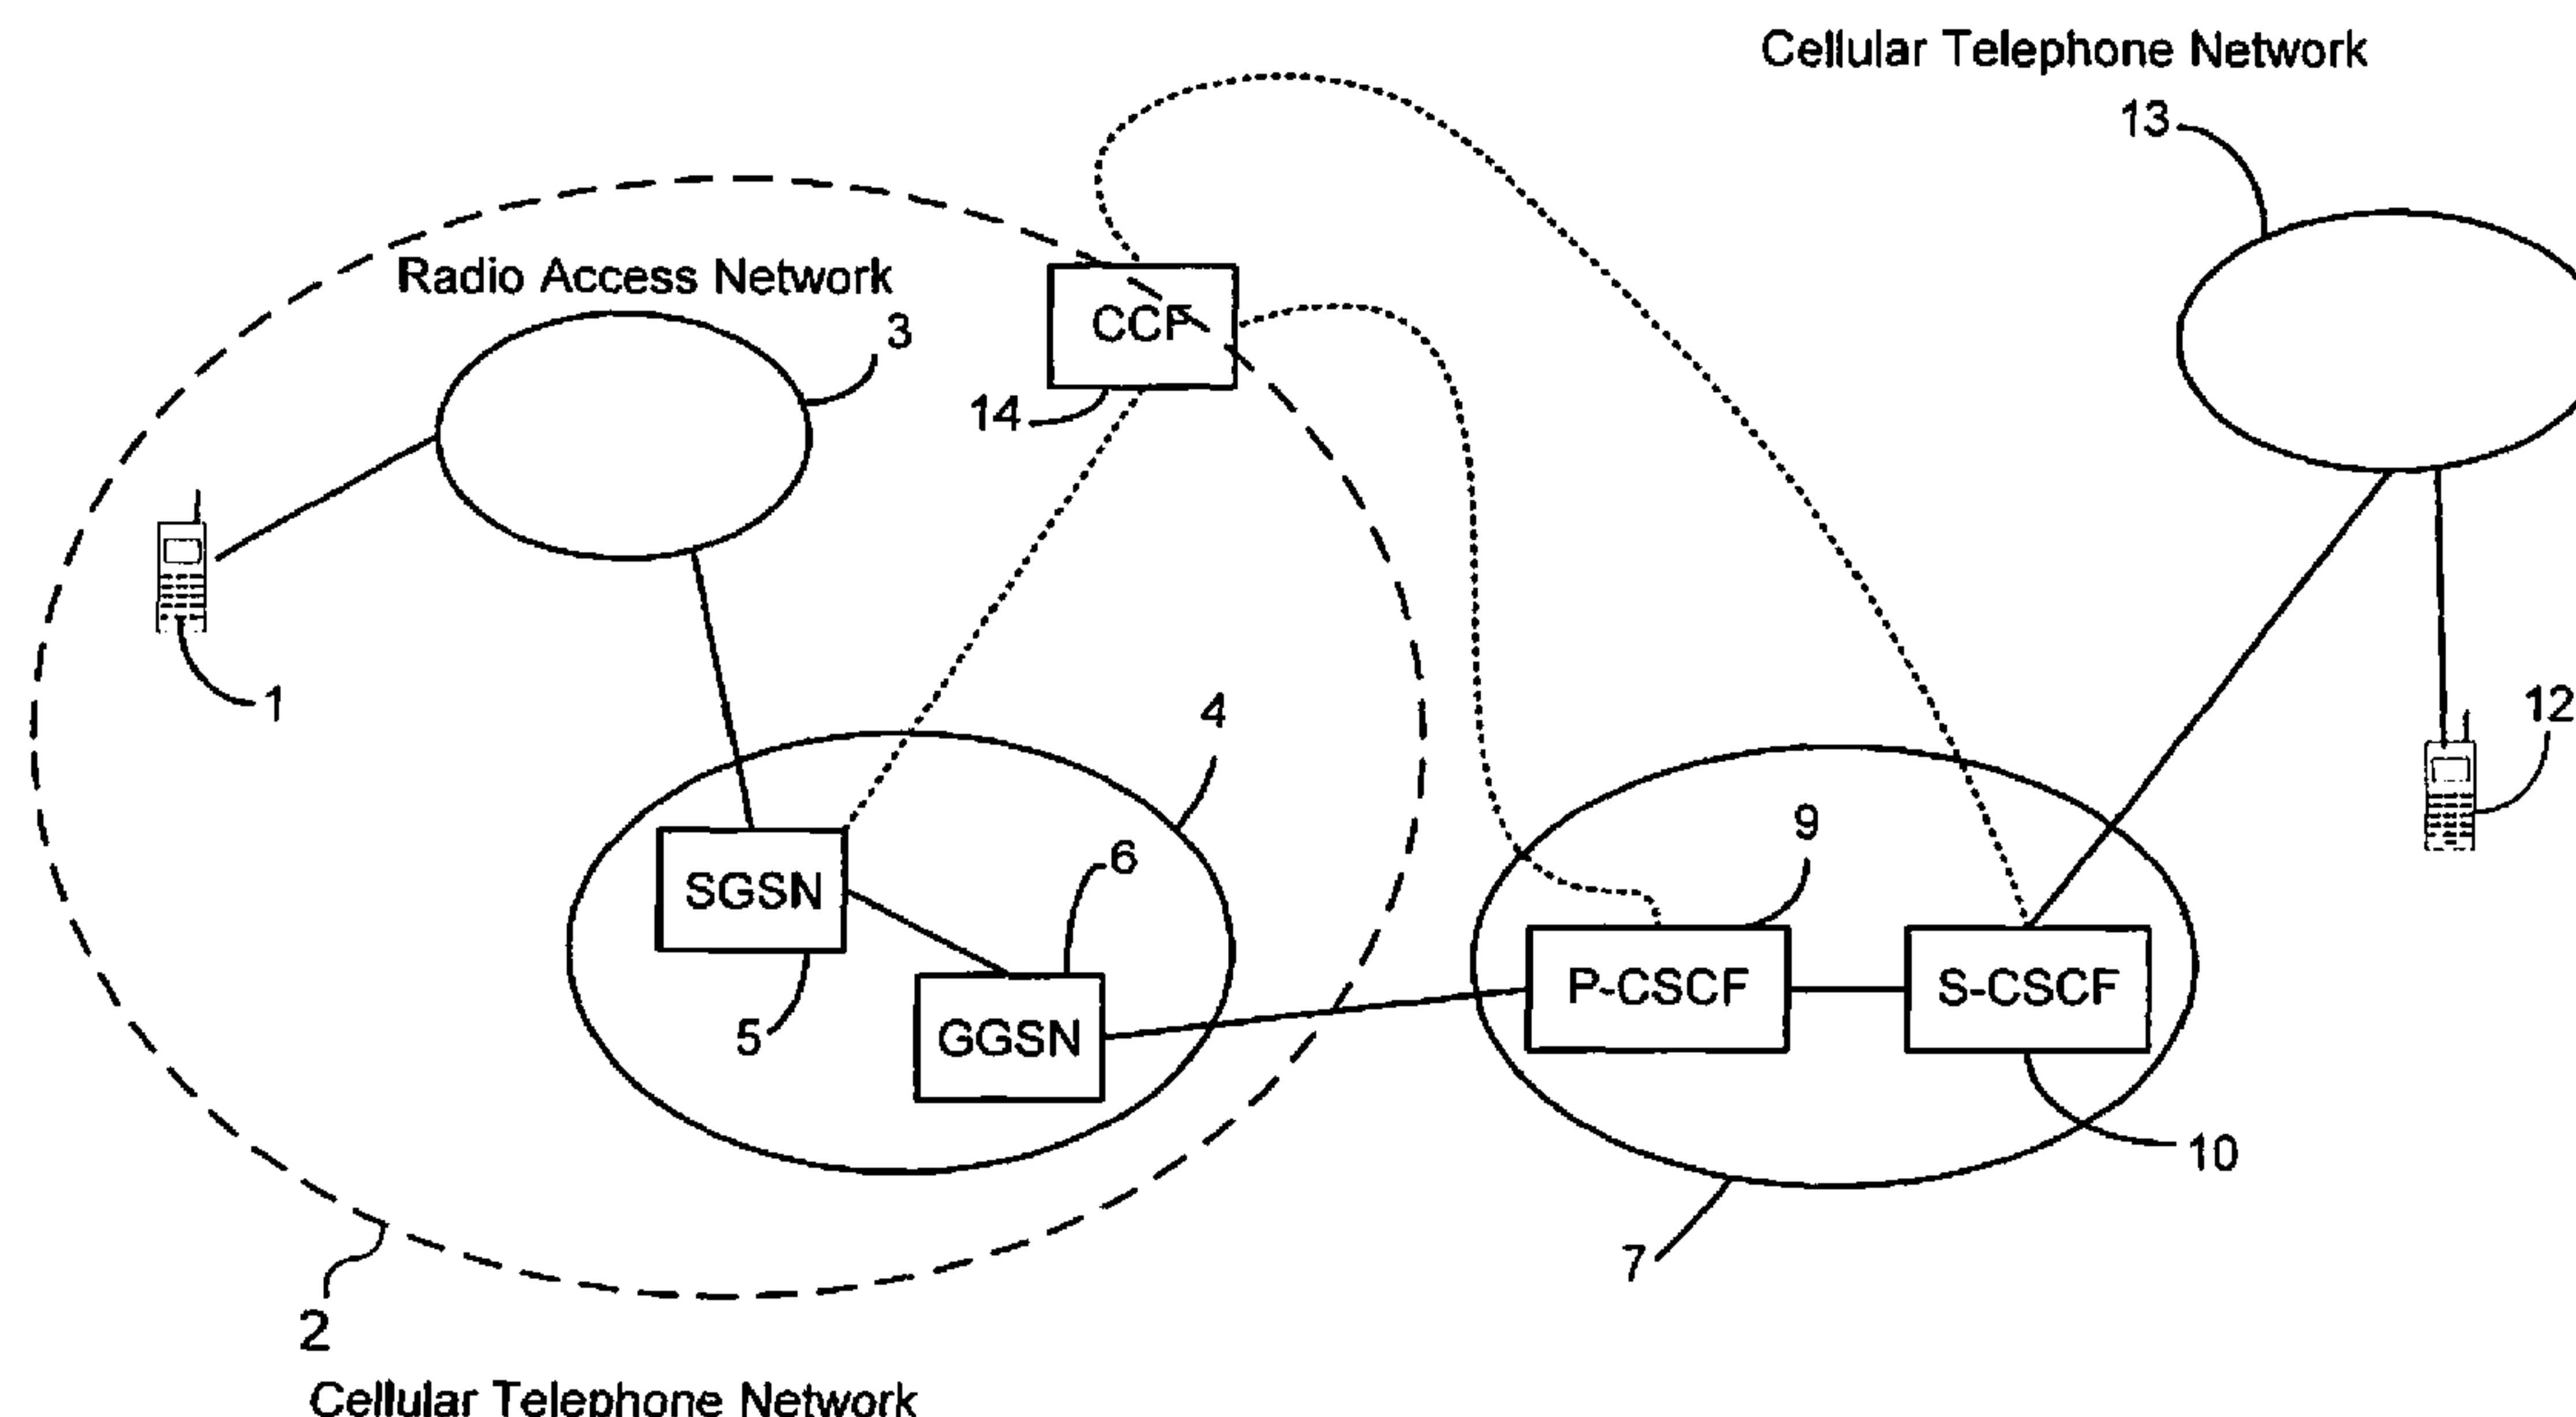 Cellular Telephone Network
13
Radio Access Network
3
CCF
14
1
4
12
9
6
SGSN
P-CSCF
S-CSCF
5
GGSN
10
7
2
Cellular Telephone Network